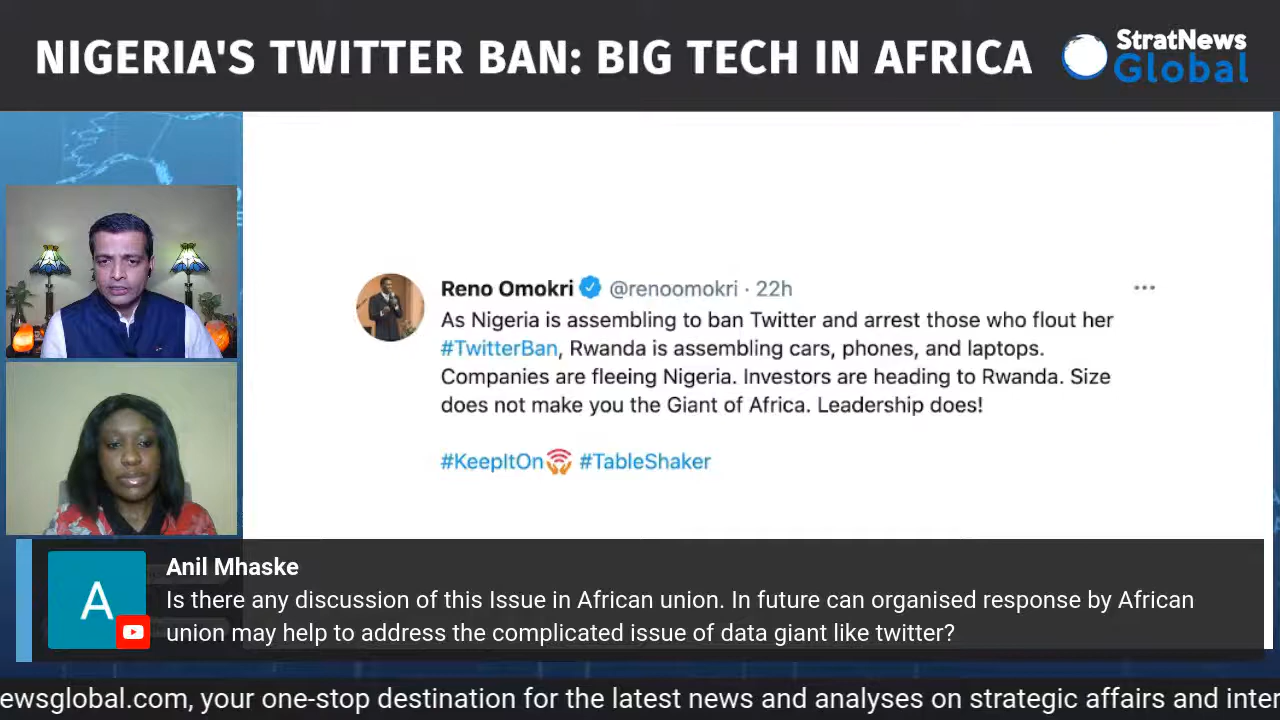 NIGERIA'S TWITTER BAN: BIG TECH IN AFRICA
StratNews
Global
Reno Omokri @renoomokri · 22h
As Nigeria is assembling to ban Twitter and arrest those who flout her
#TwitterBan, Rwanda is assembling cars, phones, and laptops.
Companies are fleeing Nigeria. Investors are heading to Rwanda. Size
does not make you the Giant of Africa. Leadership does!
#KeepItOn #TableShaker
A
Anil Mhaske
Is there any discussion of this Issue in African union. In future can organised response by African
union may help to address the complicated issue of data giant like twitter?
ewsglobal.com, your one-stop destination for the latest news and analyses on strategic affairs and inter